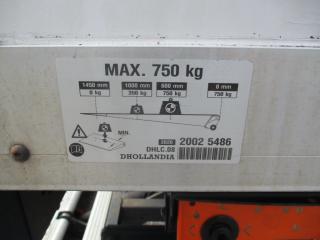 MAX. 750 kg
1450 mm 1000 mm 600 mm 0 mm
0 kg 350 kg 750 kg 750 kg
MIN.
2002 5486
DHLC.08
DHOLLANDIA